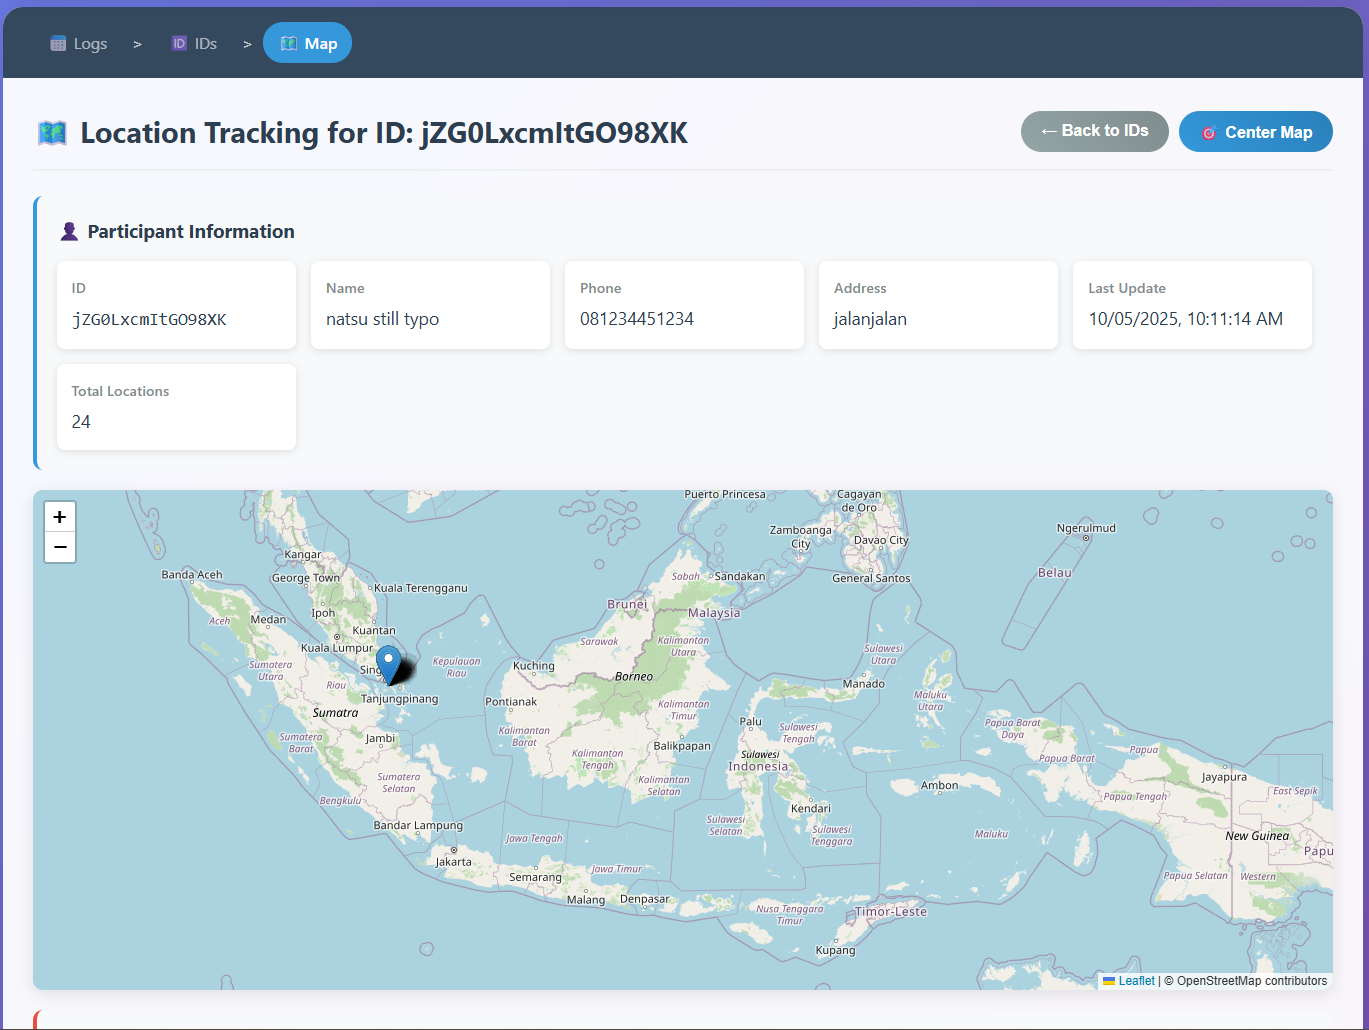 Logs > IDs > Map
Location Tracking for ID: jZG0LxcmItGO98XK
← Back to IDs
Center Map
Participant Information
ID
jZG0LxcmItGO98XK
Name
natsu still typo
Phone
081234451234
Address
jalanjalan
Last Update
10/05/2025, 10:11:14 AM
Total Locations
24
+
−
Puerto Princesa
Cagayan
de Oro
Zamboanga
City
Davao City
Ngerulmud
Kangar
Banda Aceh
George Town
Kuala Terengganu
Sabah
Sandakan
General Santos
Belau
Brunei
Malaysia
Aceh
Medan
Ipoh
Kuantan
Kuala Lumpur
Sarawak
Kalimantan
Utara
Sulawesi
Utara
Sumatera
Utara
Sing
Kepulauan
Riau
Kuching
Borneo
Riau
Manado
Tanjungpinang
Pontianak
Maluku
Utara
Sumatra
Kalimantan
Timur
Papua Barat
Daya
Kalimantan
Barat
Palu
Sulawesi
Tengah
Sumatera
Barat
Jambi
Balikpapan
Kalimantan
Tengah
Sulawesi
Indonesia
Papua Barat
Papua
Jayapura
Sumatera
Selatan
Kalimantan
Selatan
Ambon
East Sepik
Bengkulu
Papua Tengah
Kendari
Bandar Lampung
Sulawesi
Selatan
Sulawesi
Tenggara
Maluku
Jawa Tengah
New Guinea
Papu
Jakarta
Jawa Timur
Semarang
Papua Selatan
Western
Malang
Denpasar
Nusa Tenggara
Timur
Timor-Leste
Kupang
Leaflet | © OpenStreetMap contributors